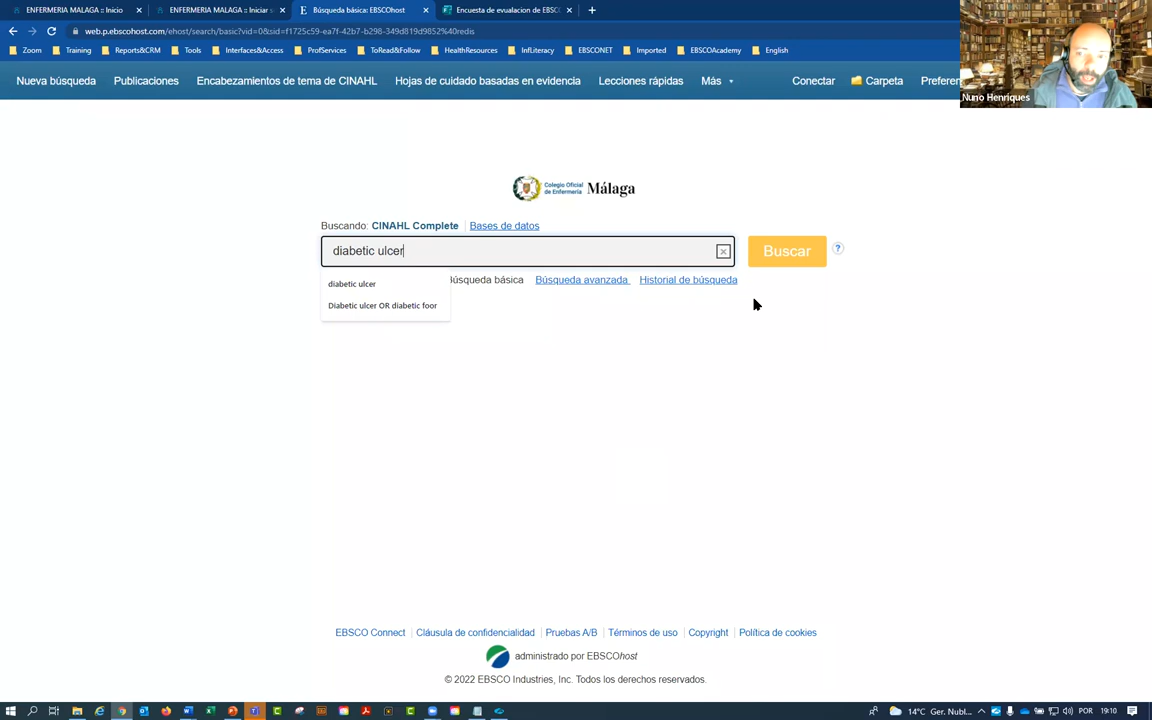 ENFERMERIA MALAGA :: Inicio
ENFERMERIA MALAGA :: Iniciar s
Búsqueda básica: EBSCOhost
Encuesta de evualacion de EBSC
web.p.ebscohost.com/ehost/search/basic?vid=0&sid=f1725c59-ea7f-42b7-b298-349d819d9852%40redis
Zoom Training Reports&CRM Tools Interfaces&Access ProfServices ToRead&Follow HealthResources InfLiteracy EBSCONET Imported EBSCOAcademy English
Nuno Henriques
Nueva búsqueda Publicaciones Encabezamientos de tema de CINAHL Hojas de cuidado basadas en evidencia Lecciones rápidas Más Conectar Carpeta Preferen
Colegio Oficial
de Enfermería Málaga
Buscando: CINAHL Complete Bases de datos
diabetic ulcer Buscar ?
Búsqueda básica Búsqueda avanzada Historial de búsqueda
diabetic ulcer
Diabetic ulcer OR diabetic foor
EBSCO Connect Cláusula de confidencialidad Pruebas A/B Términos de uso Copyright Política de cookies
administrado por EBSCOhost
© 2022 EBSCO Industries, Inc. Todos los derechos reservados.
14°C Ger. Nubl... POR 19:10